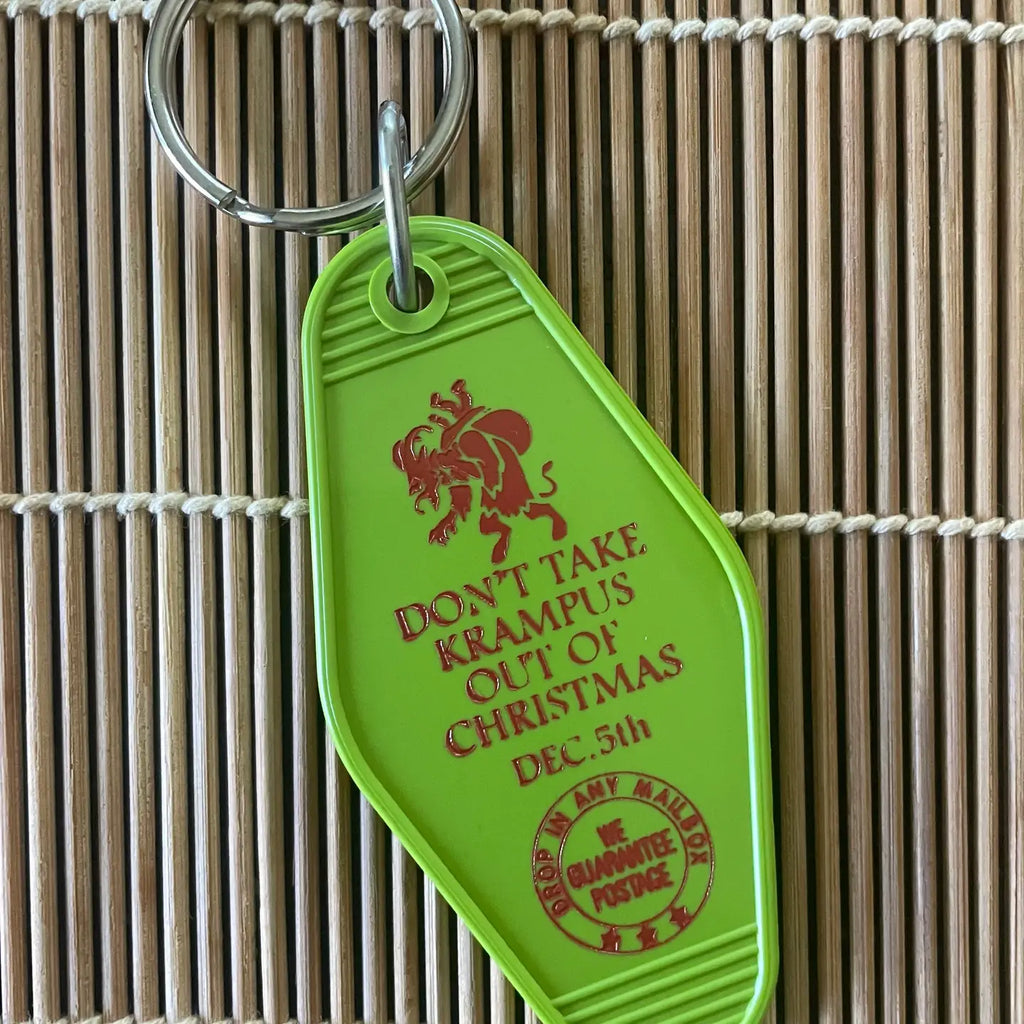 DON'T TAKE
KRAMPUS
OUT OF
CHRISTMAS
DEC.5th
DROP IN ANY MAILBOX
WE
GUARANTEE
POSTAGE